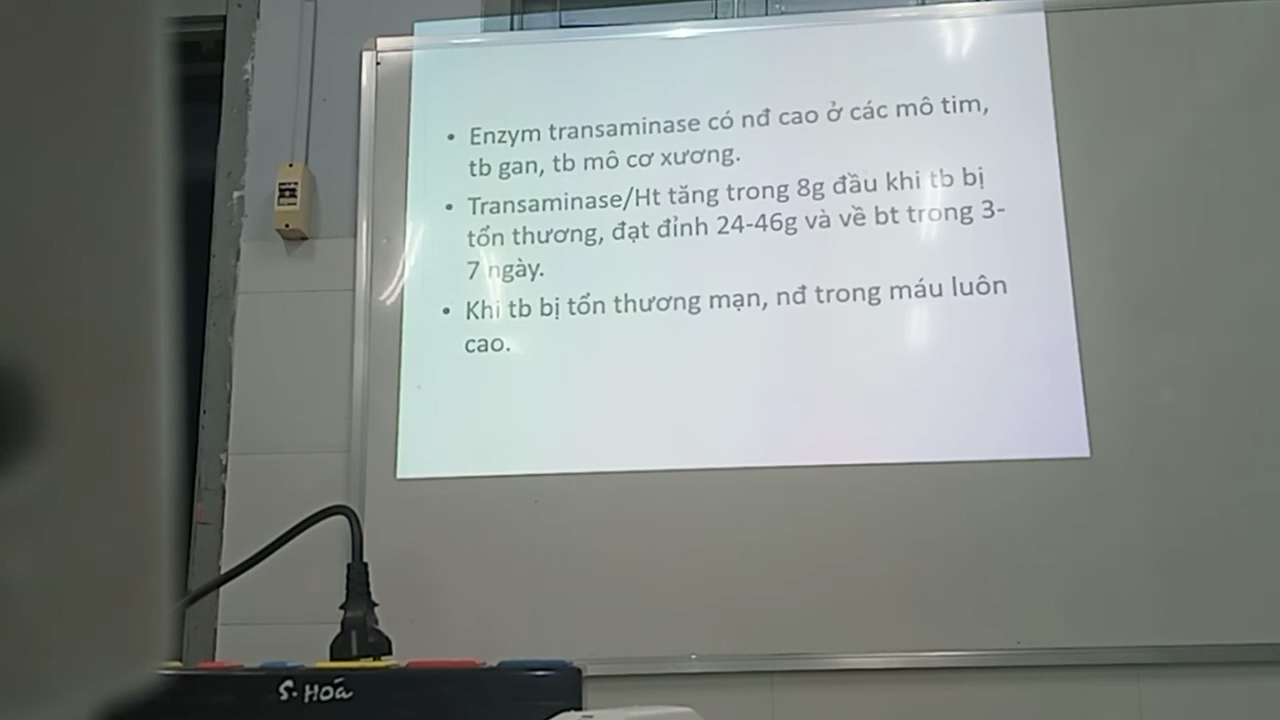 • Enzym transaminase có nđ cao ở các mô tim,
tb gan, tb mô cơ xương.
• Transaminase/Ht tăng trong 8g đầu khi tb bị
tổn thương, đạt đỉnh 24-46g và về bt trong 3-
7 ngày.
• Khi tb bị tổn thương mạn, nđ trong máu luôn
cao.
S. HOÁ